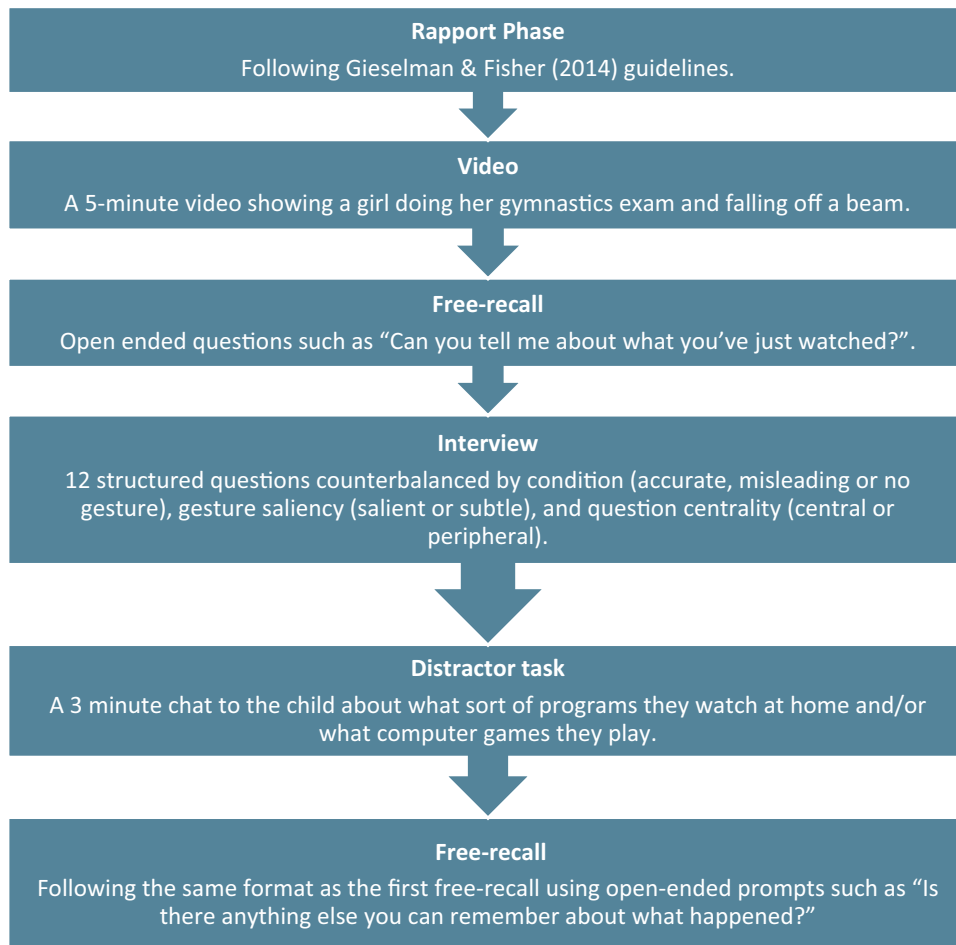 Rapport Phase
Following Gieselman & Fisher (2014) guidelines.
Video
A 5-minute video showing a girl doing her gymnastics exam and falling off a beam.
Free-recall
Open ended questions such as “Can you tell me about what you’ve just watched?”.
Interview
12 structured questions counterbalanced by condition (accurate, misleading or no
gesture), gesture saliency (salient or subtle), and question centrality (central or
peripheral).
Distractor task
A 3 minute chat to the child about what sort of programs they watch at home and/or
what computer games they play.
Free-recall
Following the same format as the first free-recall using open-ended prompts such as “Is
there anything else you can remember about what happened?”